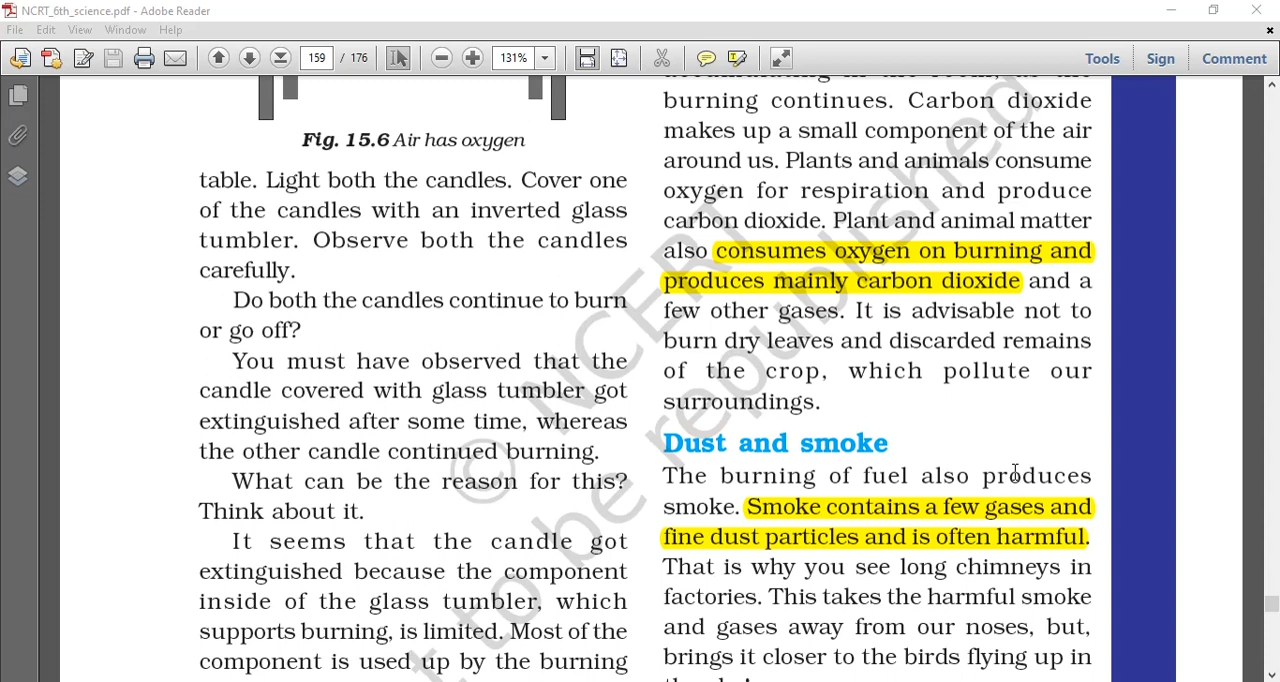 NCRT_6th_science.pdf - Adobe Reader
File Edit View Window Help
159 / 176 131% Tools Sign Comment
Fig. 15.6 Air has oxygen
table. Light both the candles. Cover one
of the candles with an inverted glass
tumbler. Observe both the candles
carefully.
Do both the candles continue to burn
or go off?
You must have observed that the
candle covered with glass tumbler got
extinguished after some time, whereas
the other candle continued burning.
What can be the reason for this?
Think about it.
It seems that the candle got
extinguished because the component
inside of the glass tumbler, which
supports burning, is limited. Most of the
component is used up by the burning
burning continues. Carbon dioxide
makes up a small component of the air
around us. Plants and animals consume
oxygen for respiration and produce
carbon dioxide. Plant and animal matter
also consumes oxygen on burning and
produces mainly carbon dioxide and a
few other gases. It is advisable not to
burn dry leaves and discarded remains
of the crop, which pollute our
surroundings.
Dust and smoke
The burning of fuel also produces
smoke. Smoke contains a few gases and
fine dust particles and is often harmful.
That is why you see long chimneys in
factories. This takes the harmful smoke
and gases away from our noses, but,
brings it closer to the birds flying up in
© NCERT
t to be republished